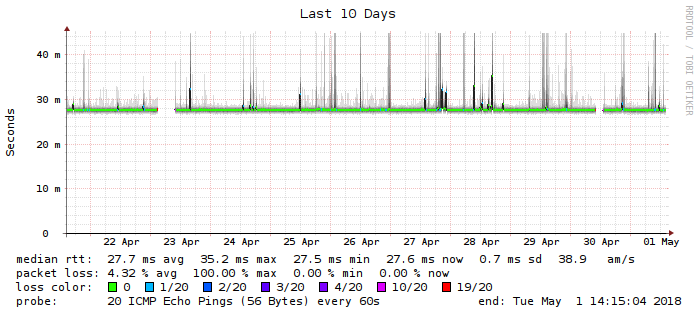 Last 10 Days
RRDTOOL / TOBI OETIKER
Seconds
40 m
30 m
20 m
10 m
0
22 Apr 23 Apr 24 Apr 25 Apr 26 Apr 27 Apr 28 Apr 29 Apr 30 Apr 01 May
median rtt: 27.7 ms avg 35.2 ms max 27.5 ms min 27.6 ms now 0.7 ms sd 38.9 am/s
packet loss: 4.32 % avg 100.00 % max 0.00 % min 0.00 % now
loss color: 0 1/20 2/20 3/20 4/20 10/20 19/20
probe: 20 ICMP Echo Pings (56 Bytes) every 60s end: Tue May 1 14:15:04 2018